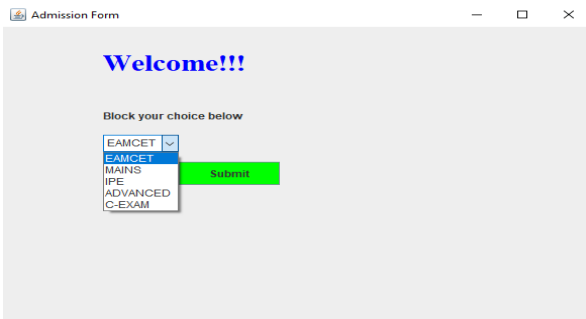 Admission Form
Welcome!!!
Block your choice below
EAMCET
EAMCET
MAINS
IPE
ADVANCED
C-EXAM
Submit